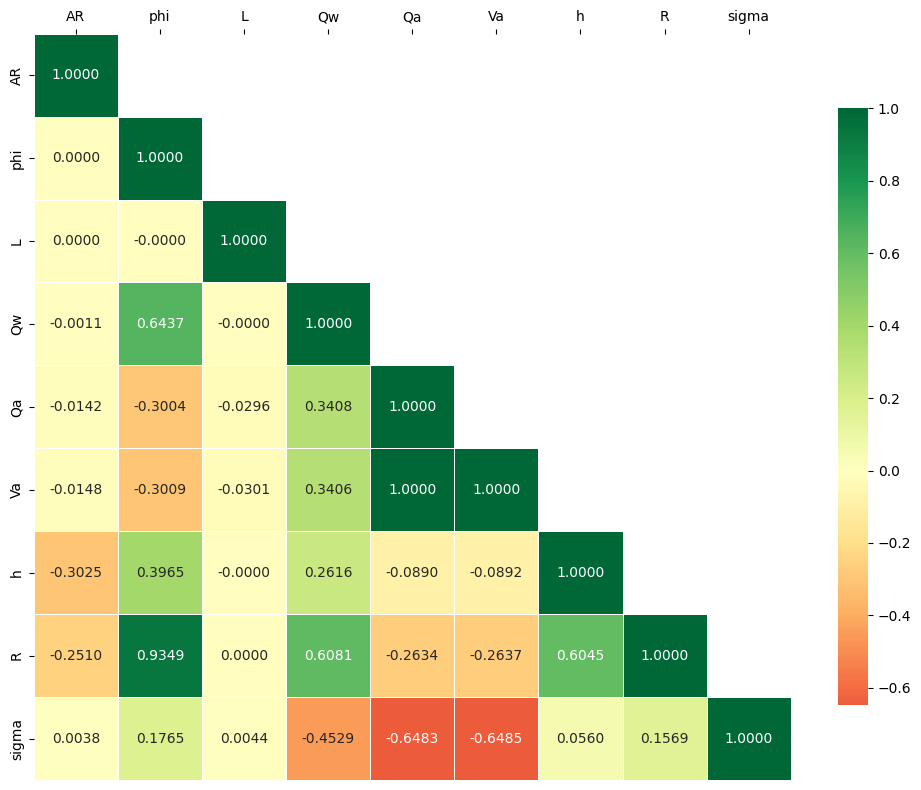 AR phi L Qw Qa Va h R sigma
AR 1.0000
phi 0.0000 1.0000
L 0.0000 -0.0000 1.0000
Qw -0.0011 0.6437 -0.0000 1.0000
Qa -0.0142 -0.3004 -0.0296 0.3408 1.0000
Va -0.0148 -0.3009 -0.0301 0.3406 1.0000 1.0000
h -0.3025 0.3965 -0.0000 0.2616 -0.0890 -0.0892 1.0000
R -0.2510 0.9349 0.0000 0.6081 -0.2634 -0.2637 0.6045 1.0000
sigma 0.0038 0.1765 0.0044 -0.4529 -0.6483 -0.6485 0.0560 0.1569 1.0000
1.0
0.8
0.6
0.4
0.2
0.0
−0.2
−0.4
−0.6